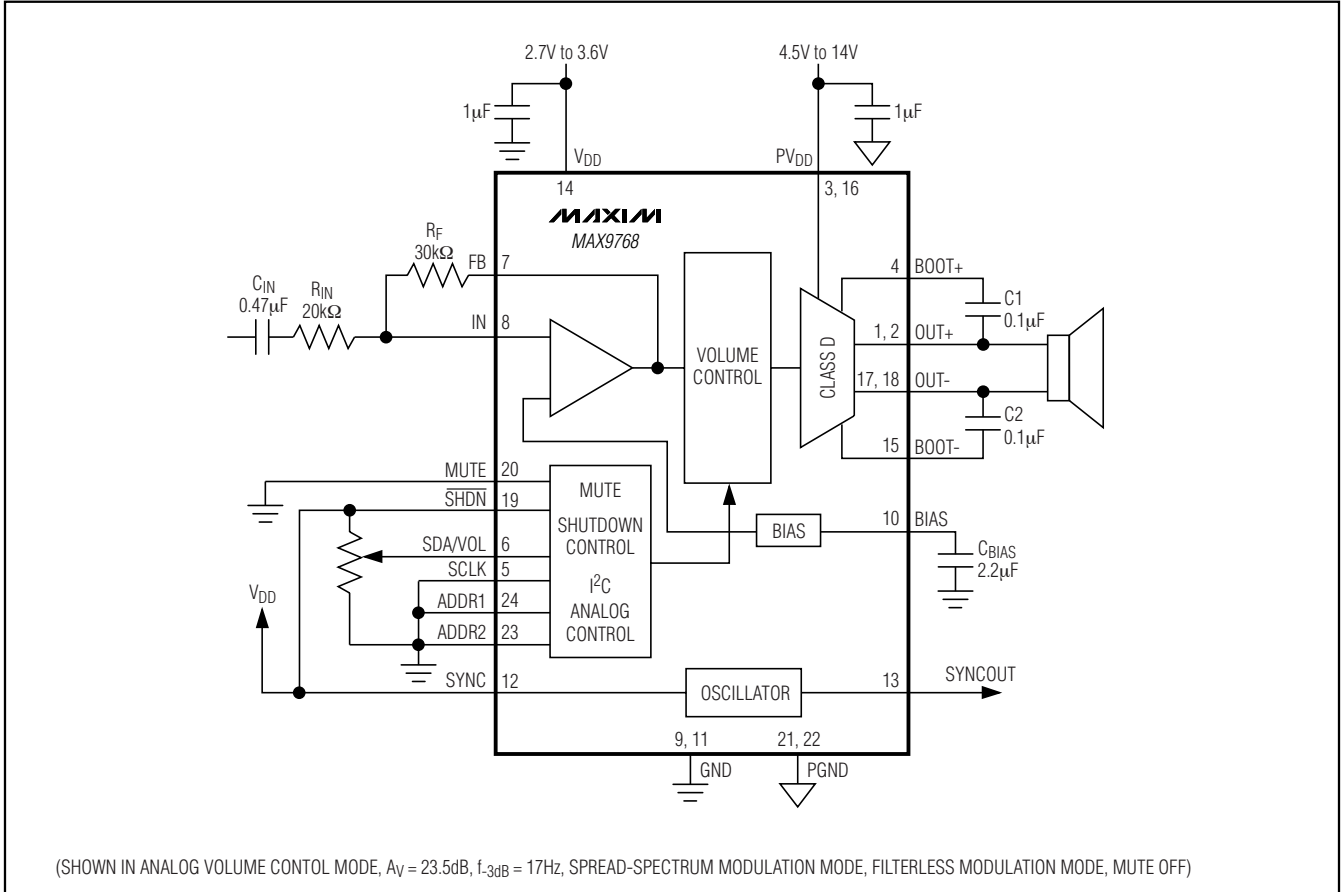 2.7V to 3.6V
4.5V to 14V
1µF
1µF
VDD
PVDD
14
3, 16
MAXIM
MAX9768
RF
30kΩ
FB
7
CIN
0.47µF
RIN
20kΩ
IN
8
VOLUME
CONTROL
CLASS D
4
BOOT+
C1
0.1µF
1, 2
OUT+
17, 18
OUT-
C2
0.1µF
15
BOOT-
MUTE
20
SHDN
19
SDA/VOL
6
SCLK
5
ADDR1
24
ADDR2
23
MUTE
SHUTDOWN
CONTROL
I2C
ANALOG
CONTROL
BIAS
10
BIAS
CBIAS
2.2µF
VDD
SYNC
12
OSCILLATOR
13
SYNCOUT
9, 11
GND
21, 22
PGND
(SHOWN IN ANALOG VOLUME CONTOL MODE, AV = 23.5dB, f-3dB = 17Hz, SPREAD-SPECTRUM MODULATION MODE, FILTERLESS MODULATION MODE, MUTE OFF)